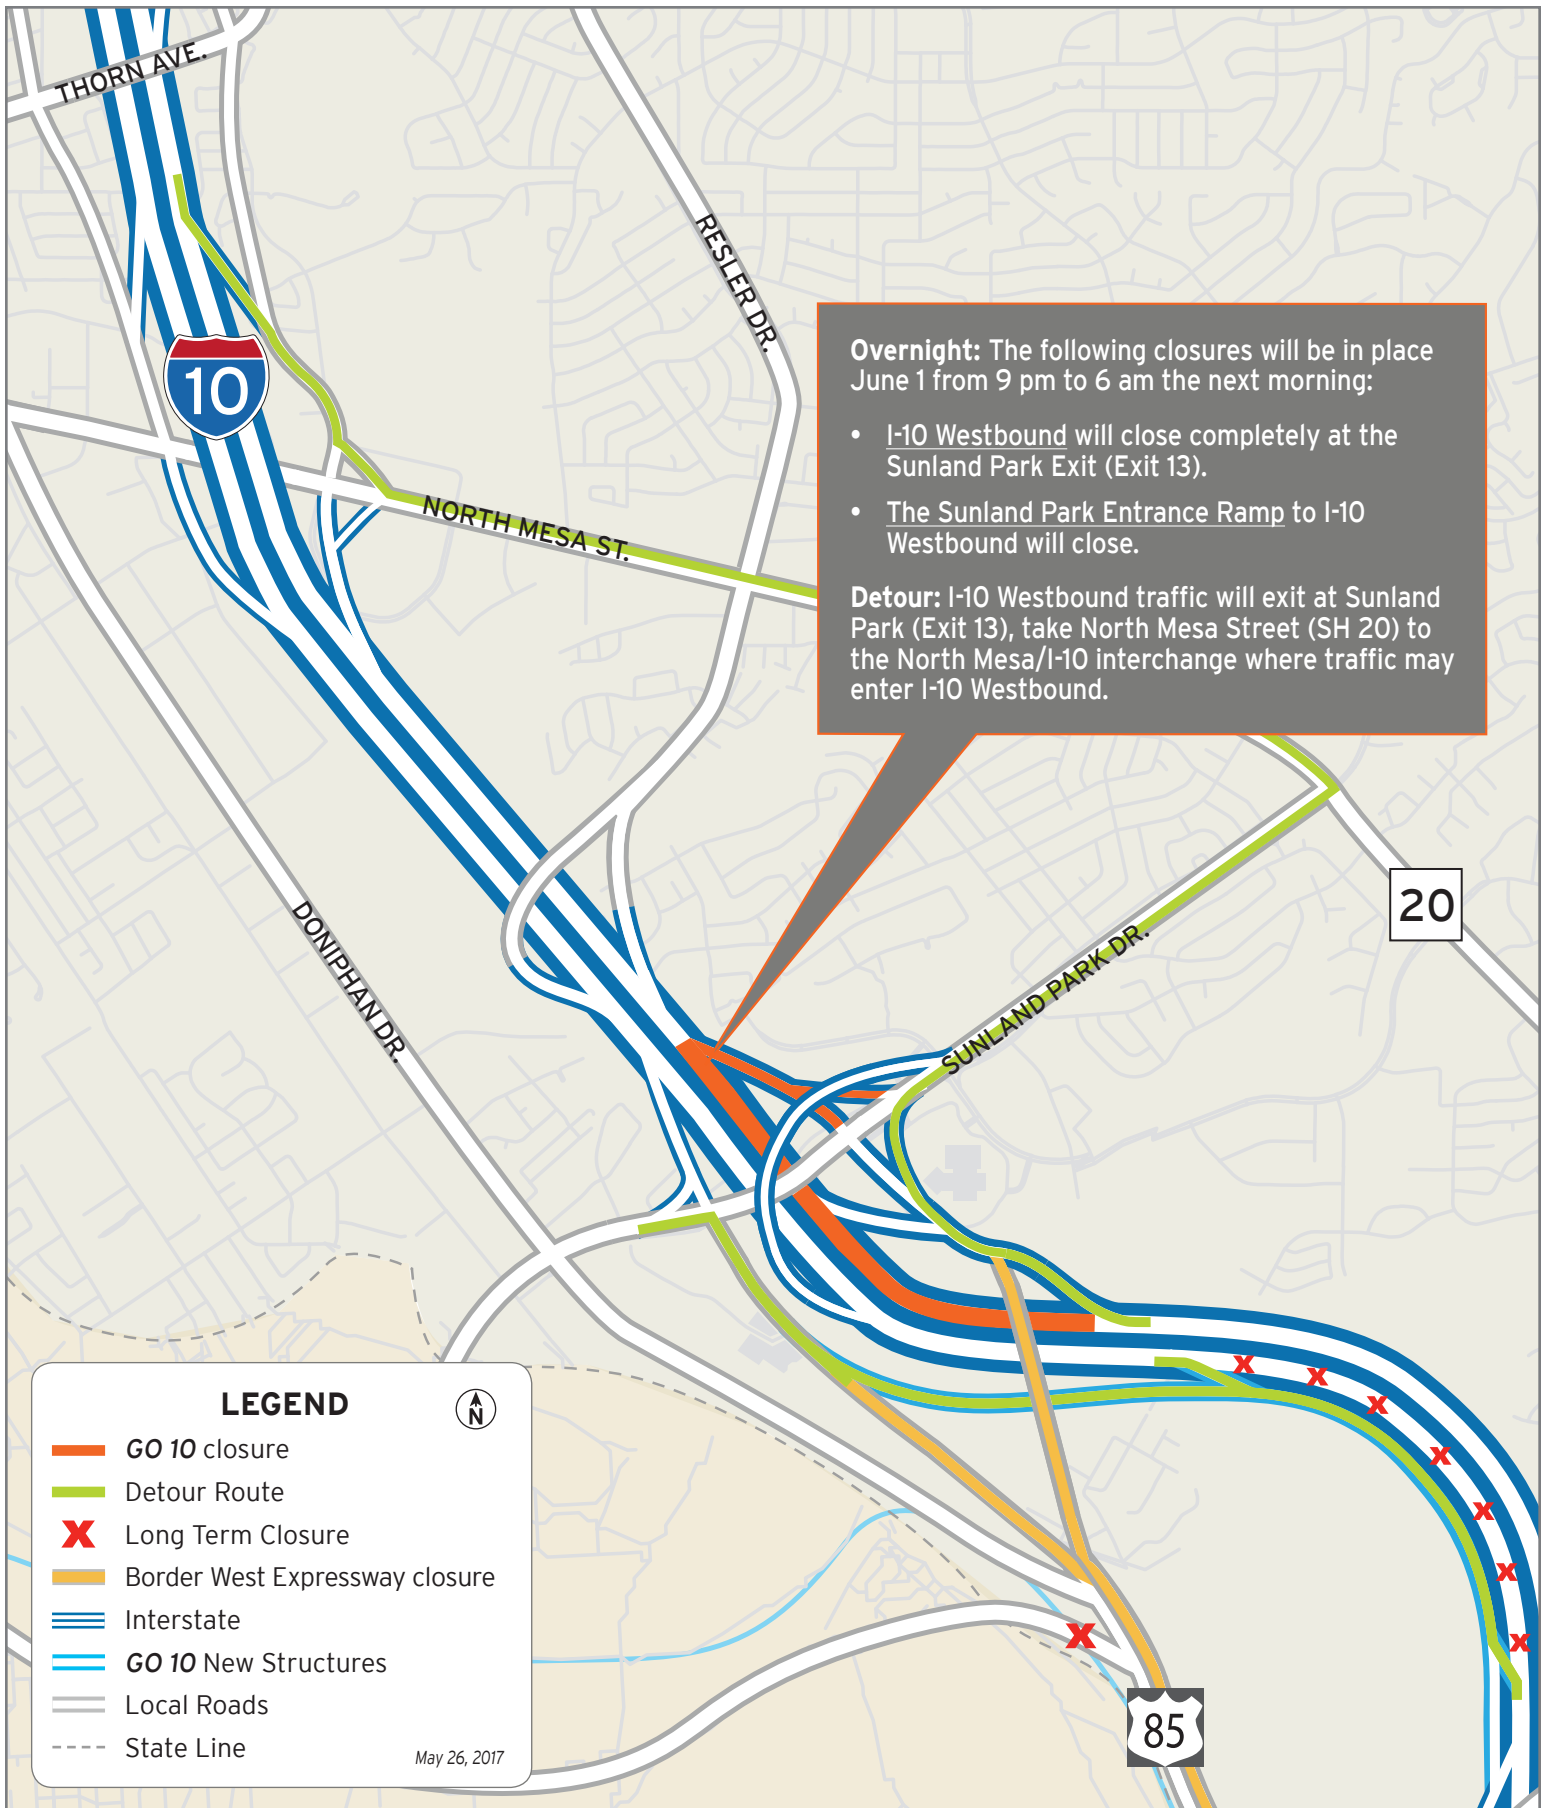 THORN AVE.
RESLER DR.
10
NORTH MESA ST.
Overnight: The following closures will be in place
June 1 from 9 pm to 6 am the next morning:
• I-10 Westbound will close completely at the
Sunland Park Exit (Exit 13).
• The Sunland Park Entrance Ramp to I-10
Westbound will close.
Detour: I-10 Westbound traffic will exit at Sunland
Park (Exit 13), take North Mesa Street (SH 20) to
the North Mesa/I-10 interchange where traffic may
enter I-10 Westbound.
20
DONIPHAN DR.
SUNLAND PARK DR.
LEGEND
N
GO 10 closure
Detour Route
X Long Term Closure
Border West Expressway closure
Interstate
GO 10 New Structures
Local Roads
State Line
May 26, 2017
85